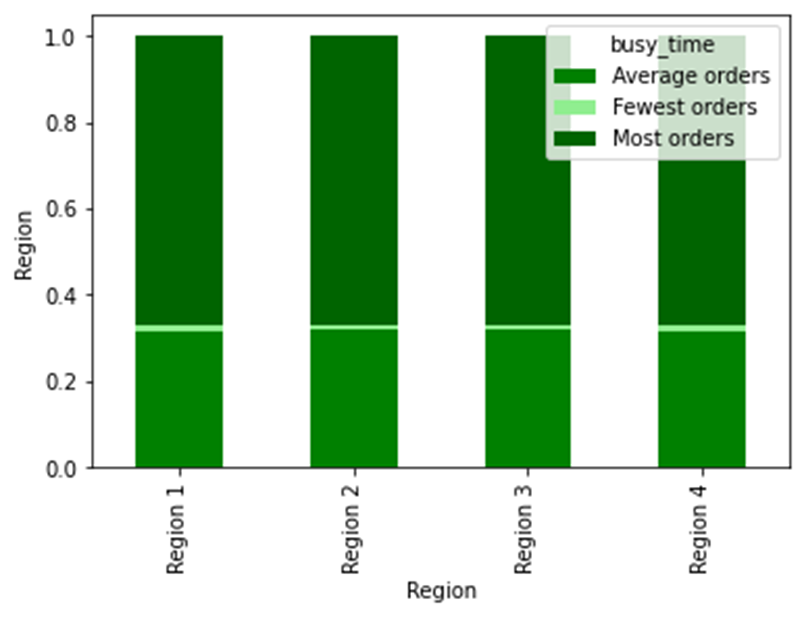 1.0
0.8
0.6
0.4
0.2
0.0
Region
busy_time
Average orders
Fewest orders
Most orders
Region 1
Region 2
Region 3
Region 4
Region